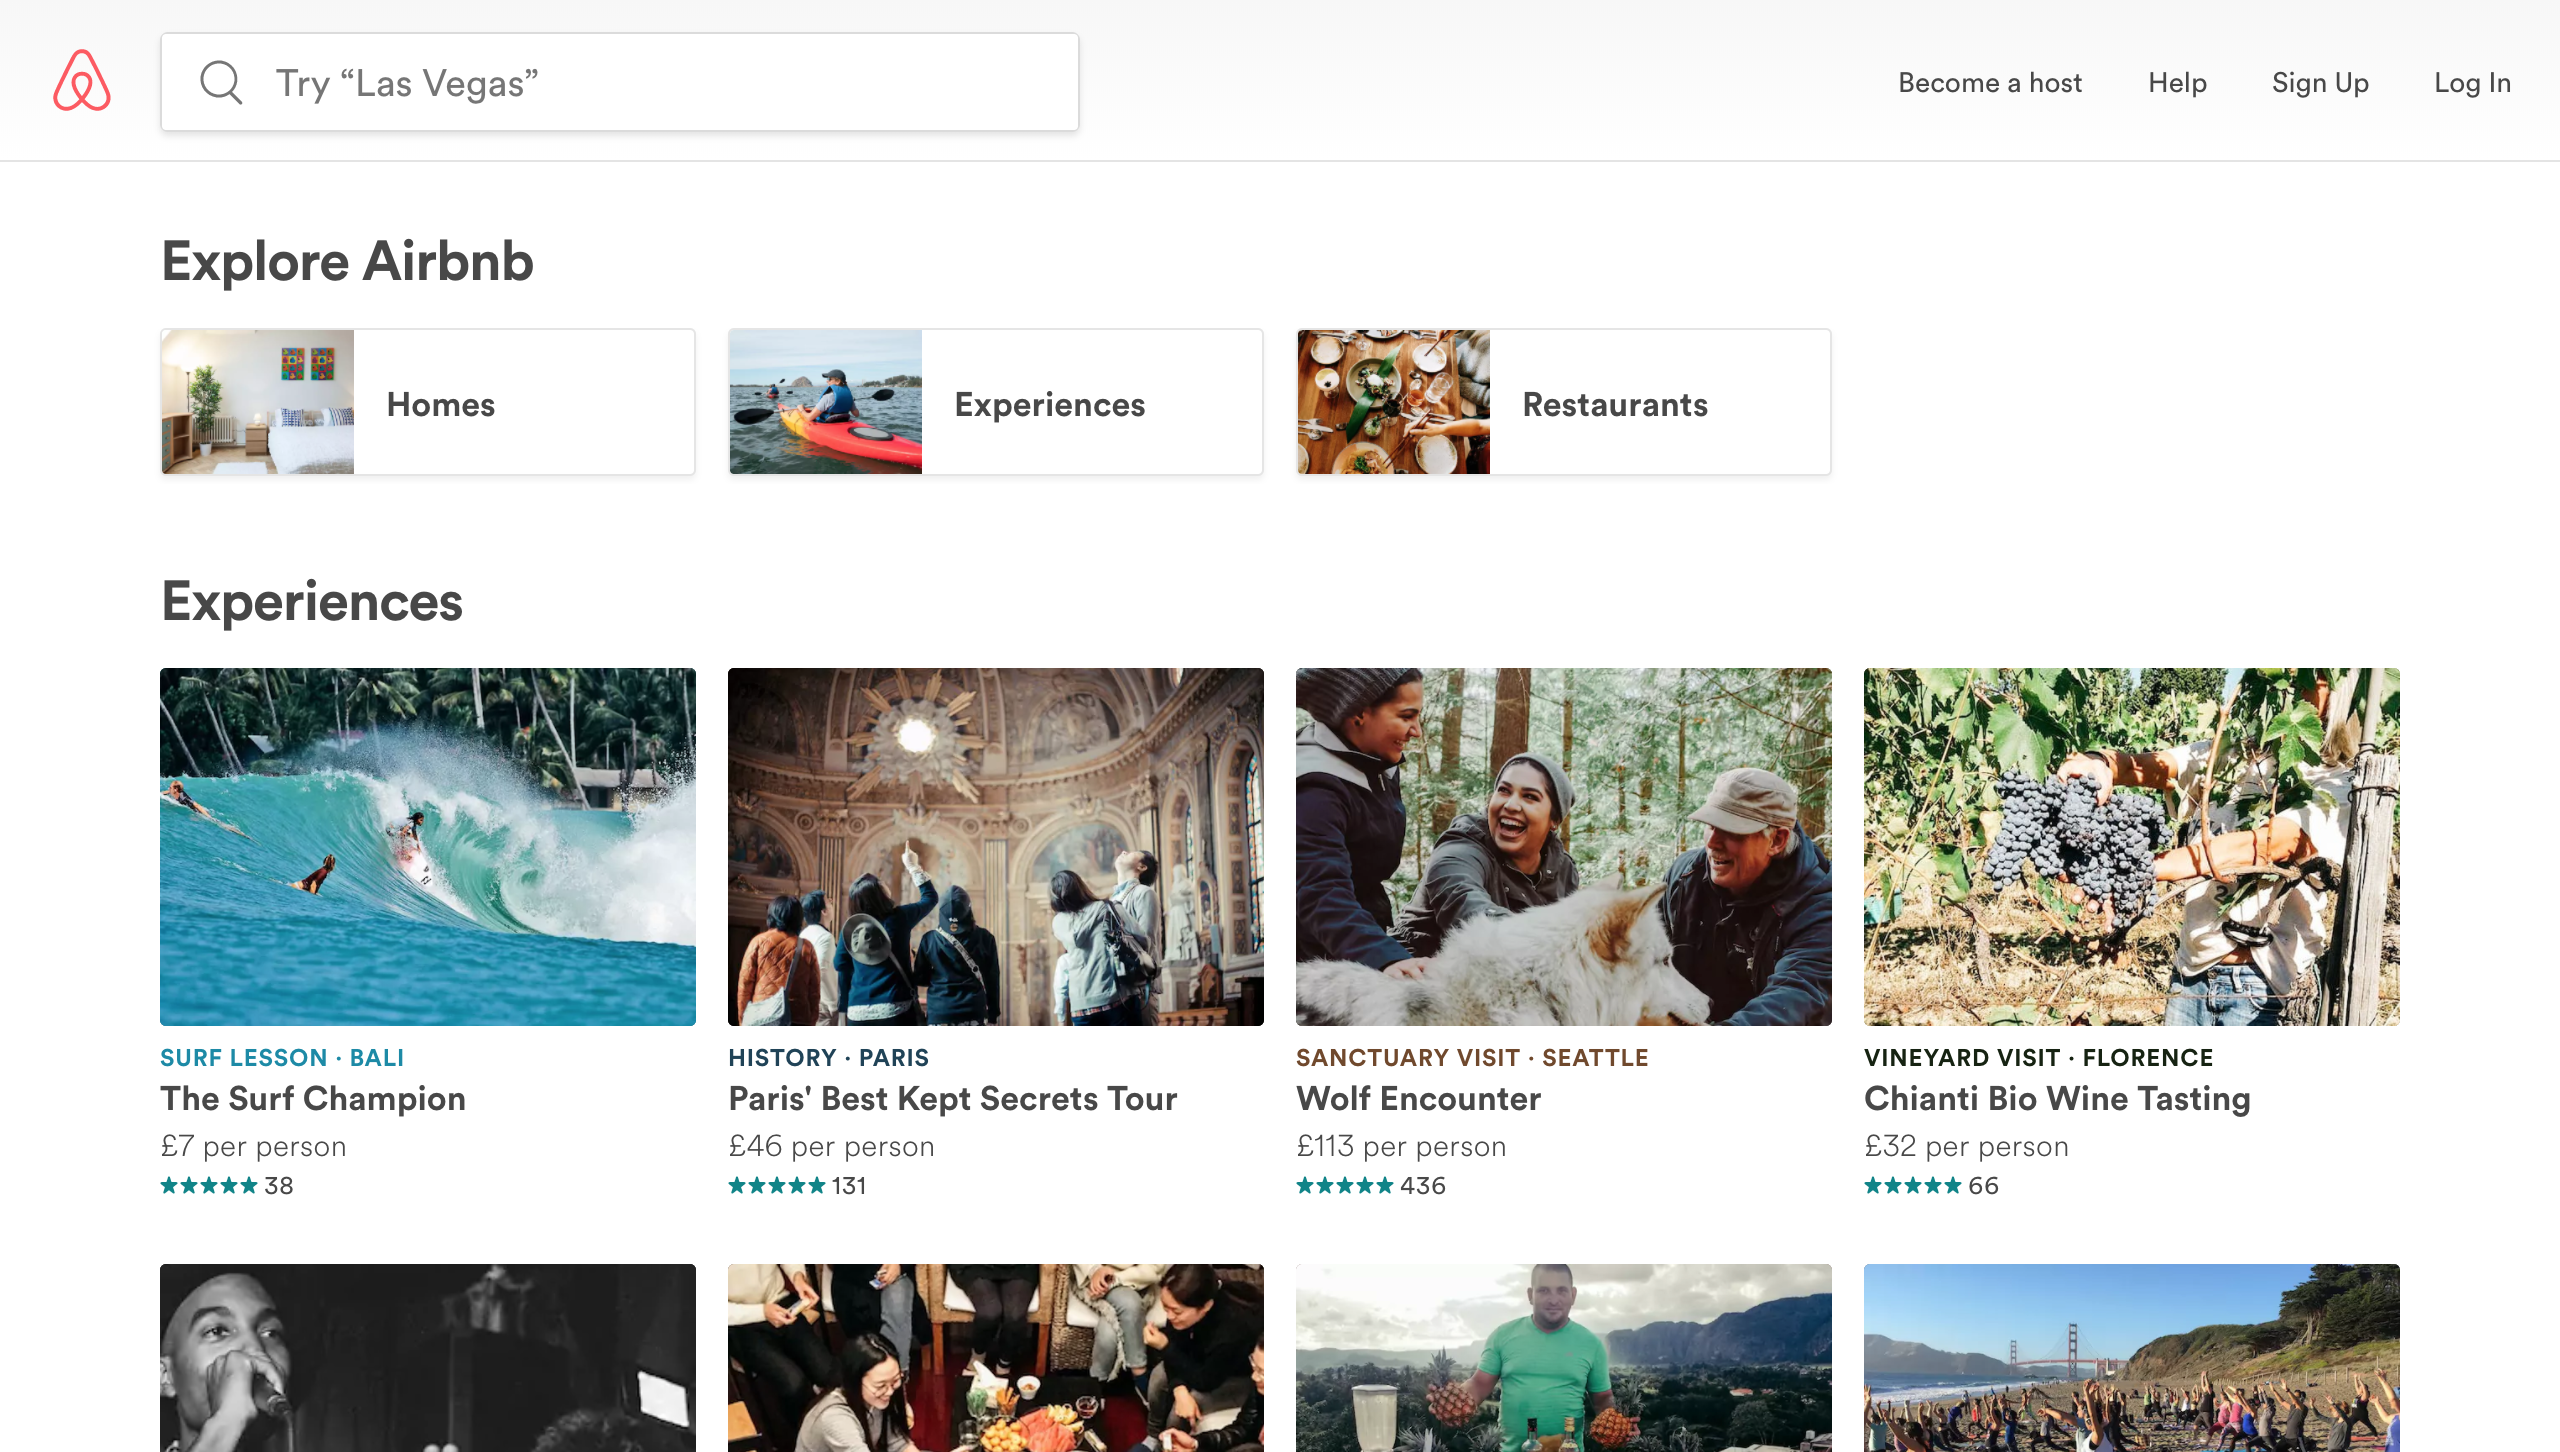 Try “Las Vegas”
Become a host
Help
Sign Up
Log In
Explore Airbnb
Homes
Experiences
Restaurants
Experiences
SURF LESSON · BALI
The Surf Champion
£7 per person
38
HISTORY · PARIS
Paris' Best Kept Secrets Tour
£46 per person
131
SANCTUARY VISIT · SEATTLE
Wolf Encounter
£113 per person
436
VINEYARD VISIT · FLORENCE
Chianti Bio Wine Tasting
£32 per person
66